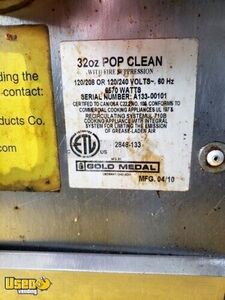 ding the
contact:
ducts Co.
32oz POP CLEAN
WITH FIRE SUPPRESSION
120/208 OR 120/240 VOLTS~. 60 Hz
6570 WATTS
SERIAL NUMBER: A133-00101
CERTIFIED TO CAN/CSA C22.2 NO. 109, CONFORMS TO
COMMERCIAL COOKING APPLIANCES UL 197 &
RECIRCULATING SYSTEMS UL 710B
COOKING APPLIANCE WITH INTEGRAL
SYSTEM FOR LIMITING THE EMISSION
OF GREASE-LADEN AIR
ETL
C
US
2848-133
GOLD MEDAL
MFG. 04/10
Used
vending
.com